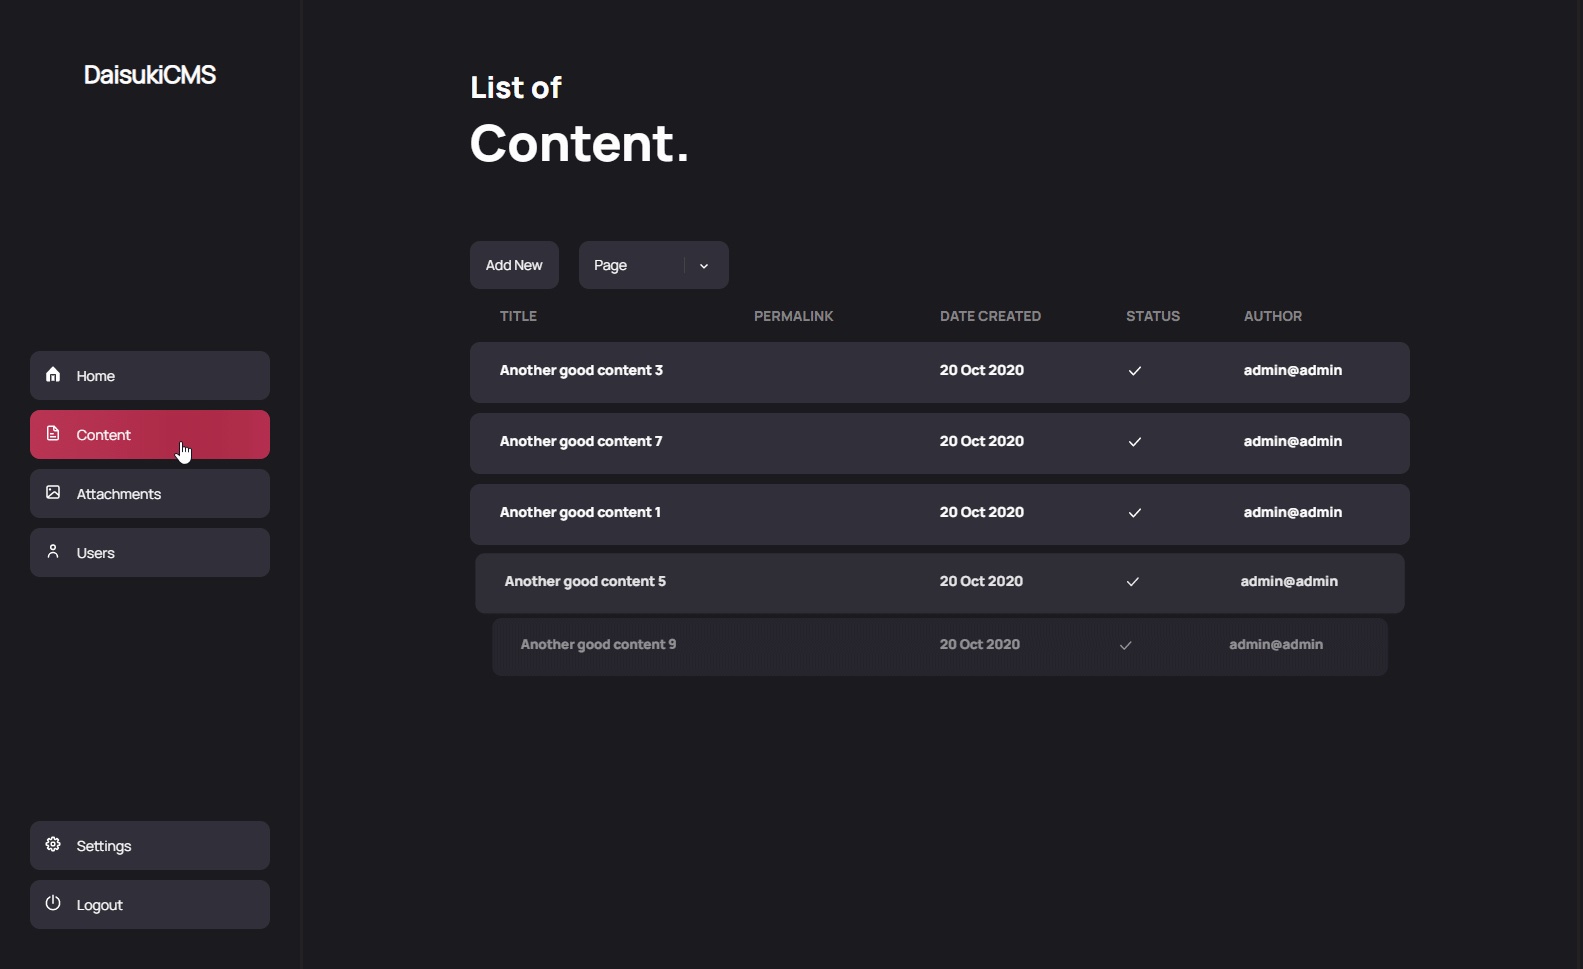 DaisukiCMS
Home
Content
Attachments
Users
Settings
Logout
List of
Content.
Add New
Page
TITLE PERMALINK DATE CREATED STATUS AUTHOR
Another good content 3 20 Oct 2020 admin@admin
Another good content 7 20 Oct 2020 admin@admin
Another good content 1 20 Oct 2020 admin@admin
Another good content 5 20 Oct 2020 admin@admin
Another good content 9 20 Oct 2020 admin@admin